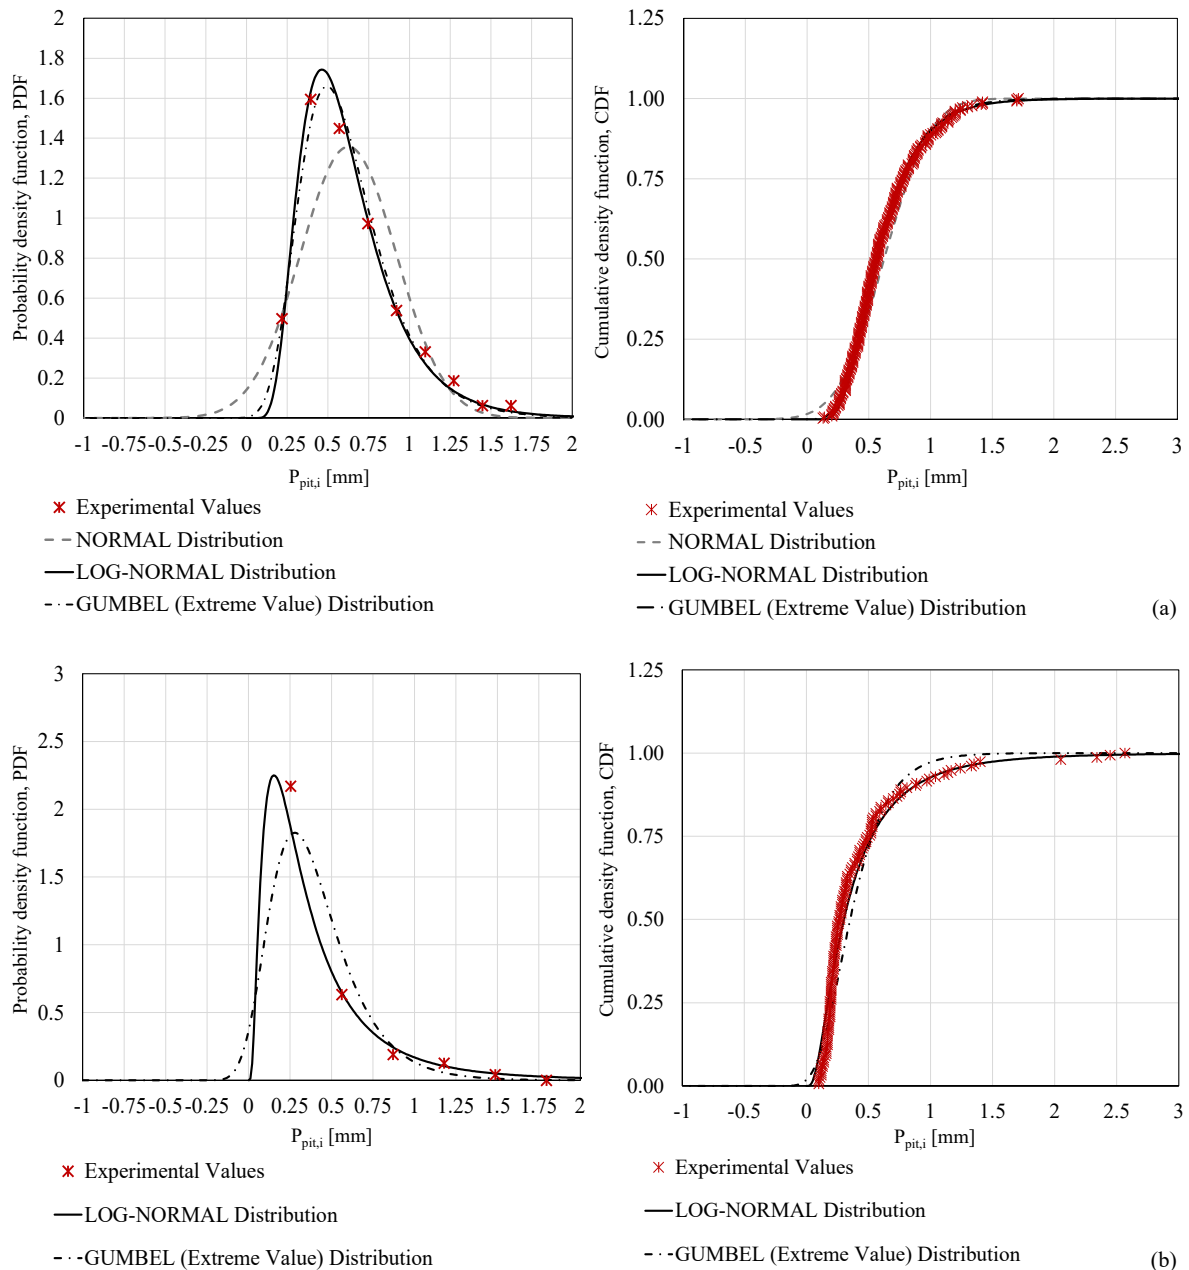 2
1.8
1.6
1.4
1.2
1
0.8
0.6
0.4
0.2
0
Probability density function, PDF
-1 -0.75 -0.5 -0.25 0 0.25 0.5 0.75 1 1.25 1.5 1.75 2
Ppit,i [mm]
Experimental Values
NORMAL Distribution
LOG-NORMAL Distribution
GUMBEL (Extreme Value) Distribution
1.25
1.00
0.75
0.50
0.25
0.00
Cumulative density function, CDF
-1 -0.5 0 0.5 1 1.5 2 2.5 3
Ppit,i [mm]
Experimental Values
NORMAL Distribution
LOG-NORMAL Distribution
GUMBEL (Extreme Value) Distribution
(a)
3
2.5
2
1.5
1
0.5
0
Probability density function, PDF
-1 -0.75 -0.5 -0.25 0 0.25 0.5 0.75 1 1.25 1.5 1.75 2
Ppit,i [mm]
Experimental Values
LOG-NORMAL Distribution
GUMBEL (Extreme Value) Distribution
1.25
1.00
0.75
0.50
0.25
0.00
Cumulative density function, CDF
-1 -0.5 0 0.5 1 1.5 2 2.5 3
Ppit,i [mm]
Experimental Values
LOG-NORMAL Distribution
GUMBEL (Extreme Value) Distribution
(b)